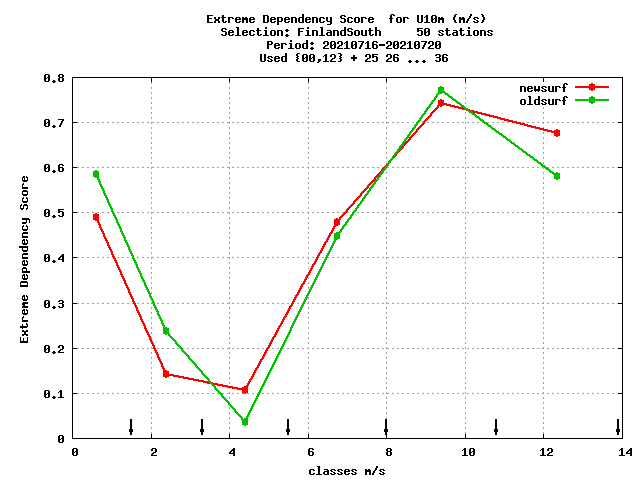 Extreme Dependency Score  for U10m (m/s)
Selection: FinlandSouth     50 stations
Period: 20210716-20210720
Used {00,12} + 25 26 ... 36
newsurf
oldsurf
Extreme Dependency Score
0.8
0.7
0.6
0.5
0.4
0.3
0.2
0.1
0
0 2 4 6 8 10 12 14
classes m/s